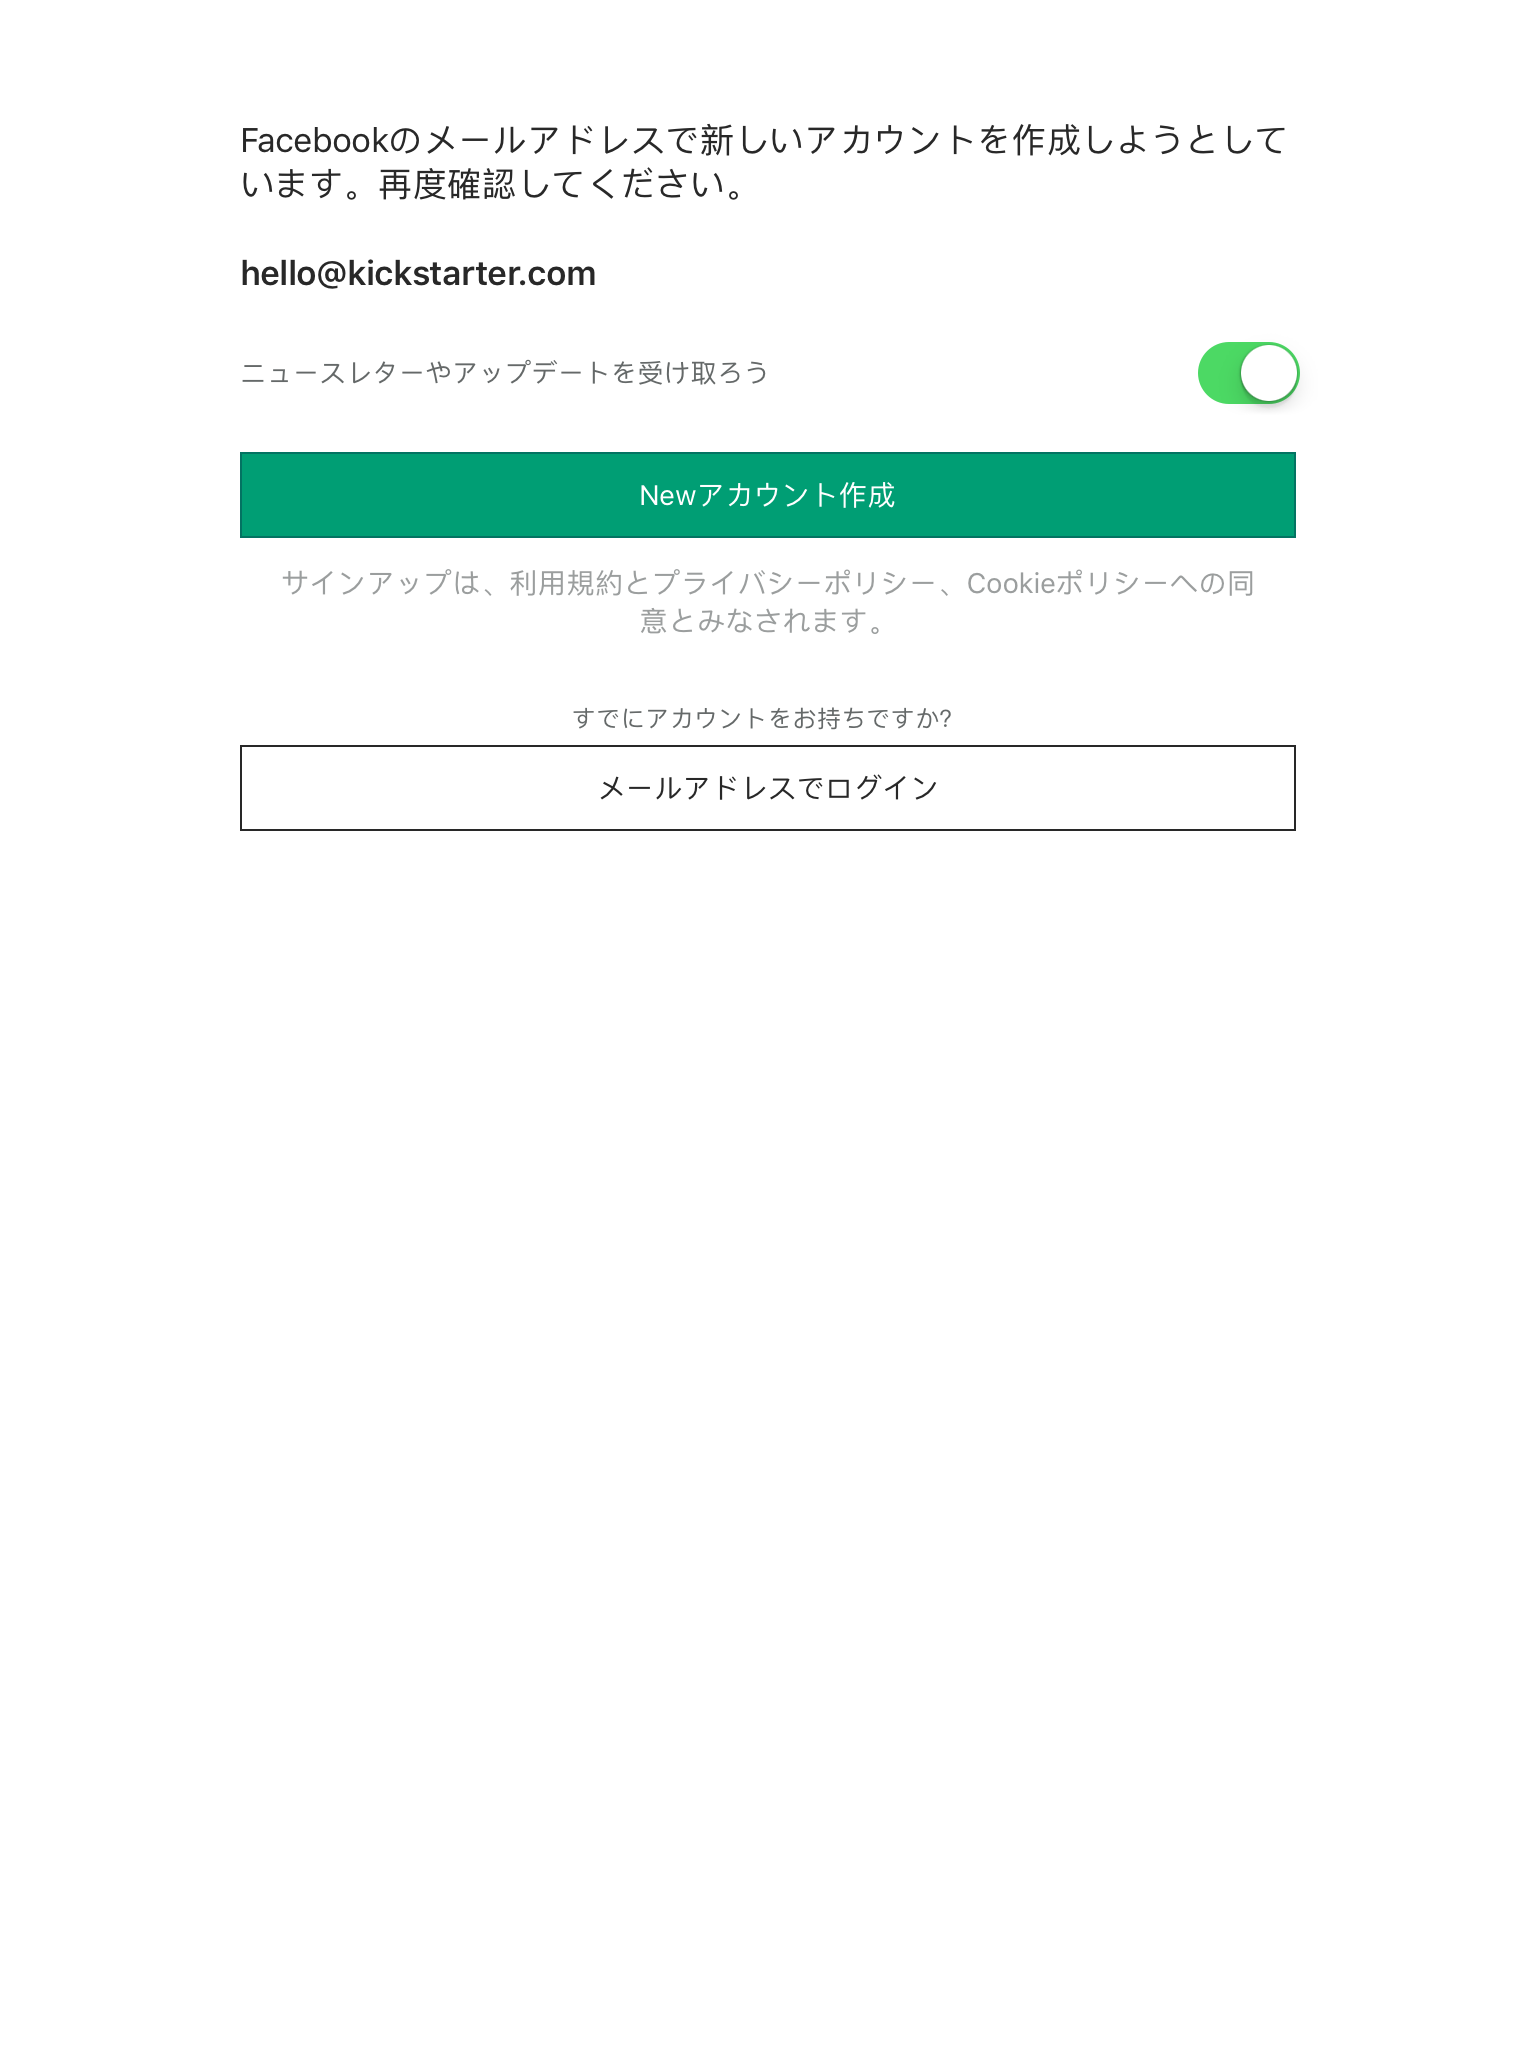 Facebookのメールアドレスで新しいアカウントを作成しようとして
います。再度確認してください。
hello@kickstarter.com
ニュースレターやアップデートを受け取ろう
Newアカウント作成
サインアップは、利用規約とプライバシーポリシー、Cookieポリシーへの同
意とみなされます。
すでにアカウントをお持ちですか?
メールアドレスでログイン